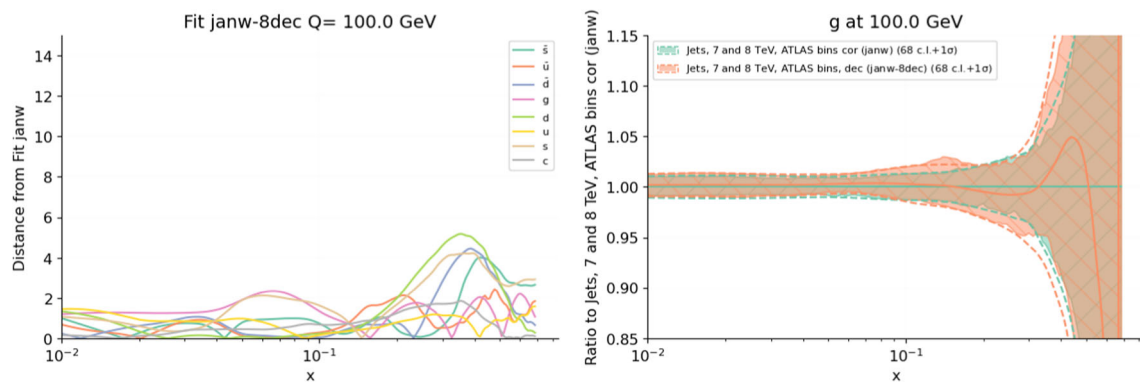 Fit janw-8dec Q= 100.0 GeV
Distance from Fit janw
14
12
10
8
6
4
2
0
10⁻²
10⁻¹
x
s̄
ū
d̄
g
d
u
s
c
g at 100.0 GeV
Ratio to Jets, 7 and 8 TeV, ATLAS bins cor (janw)
1.15
1.10
1.05
1.00
0.95
0.90
0.85
10⁻²
10⁻¹
x
Jets, 7 and 8 TeV, ATLAS bins cor (janw) (68 c.l.+1σ)
Jets, 7 and 8 TeV, ATLAS bins, dec (janw-8dec) (68 c.l.+1σ)